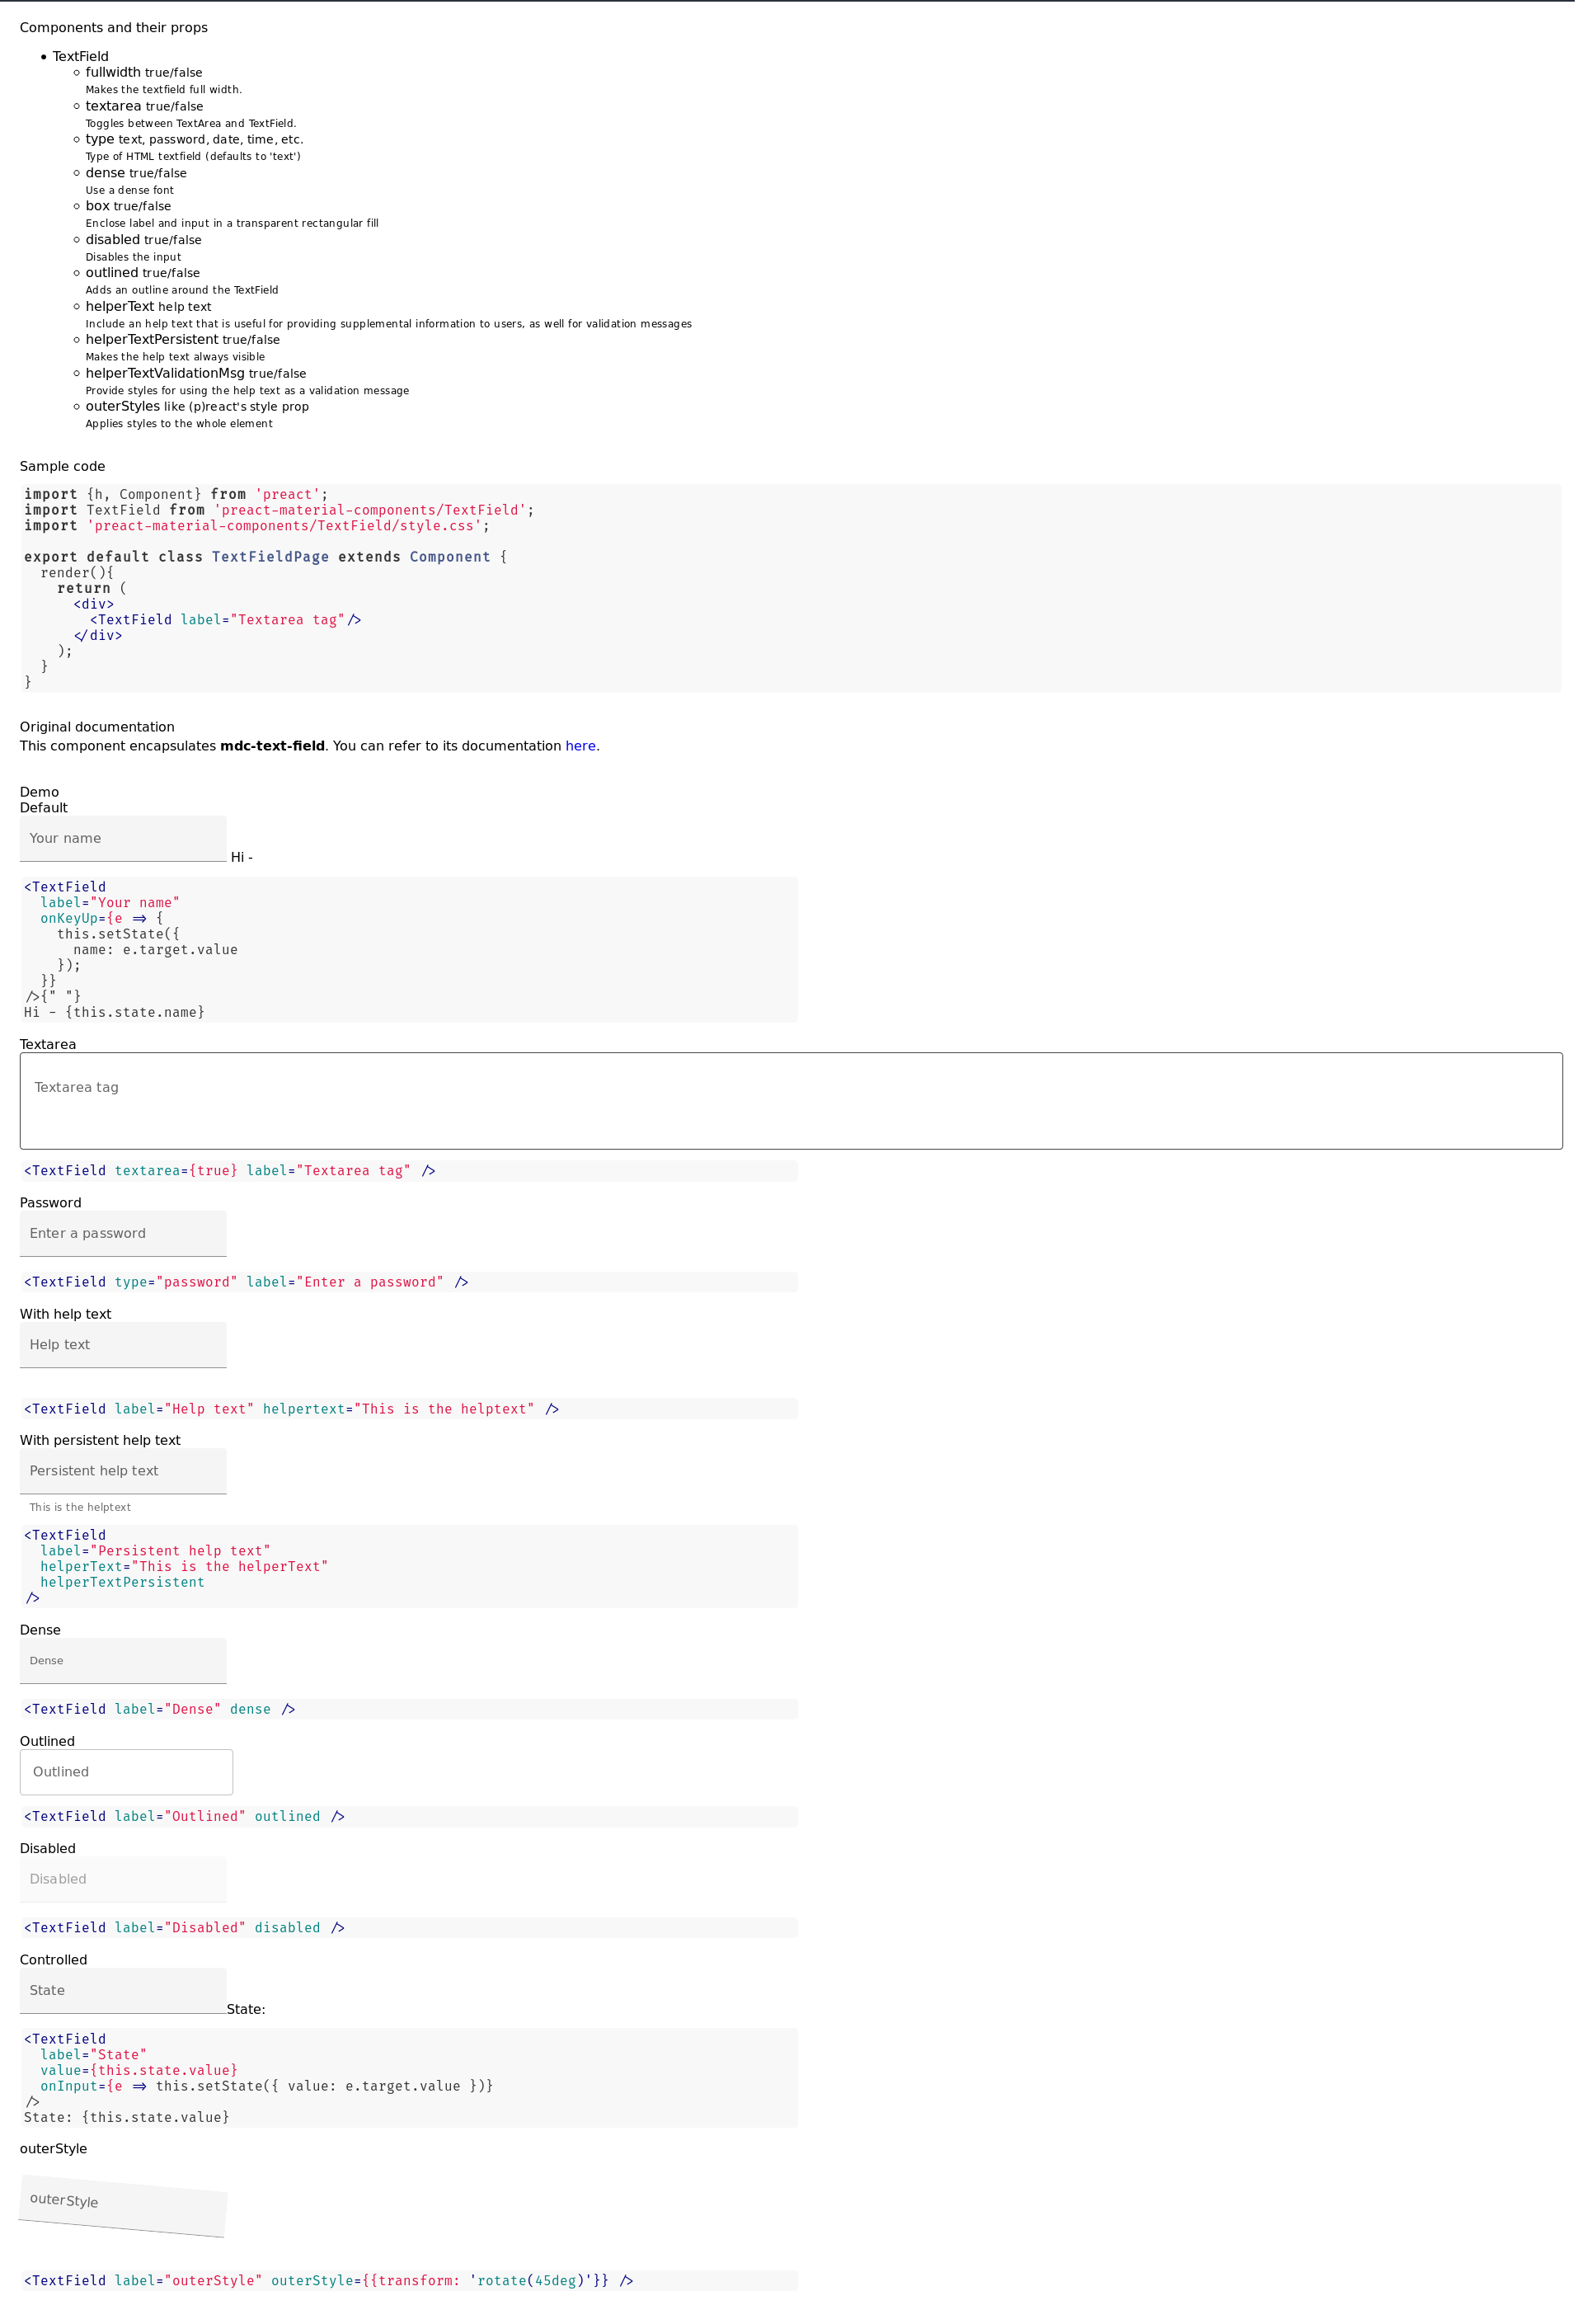 Components and their props
TextField
fullwidth true/false
Makes the textfield full width.
textarea true/false
Toggles between TextArea and TextField.
type text, password, date, time, etc.
Type of HTML textfield (defaults to 'text')
dense true/false
Use a dense font
box true/false
Enclose label and input in a transparent rectangular fill
disabled true/false
Disables the input
outlined true/false
Adds an outline around the TextField
helperText help text
Include an help text that is useful for providing supplemental information to users, as well for validation messages
helperTextPersistent true/false
Makes the help text always visible
helperTextValidationMsg true/false
Provide styles for using the help text as a validation message
outerStyles like (p)react's style prop
Applies styles to the whole element
Sample code
import {h, Component} from 'preact';
import TextField from 'preact-material-components/TextField';
import 'preact-material-components/TextField/style.css';
export default class TextFieldPage extends Component {
render(){
return (
<div>
<TextField label="Textarea tag"/>
</div>
);
}
}
Original documentation
This component encapsulates mdc-text-field. You can refer to its documentation here.
Demo
Default
Your name
Hi -
<TextField
label="Your name"
onKeyUp={e => {
this.setState({
name: e.target.value
});
}}
/>{" "}
Hi - {this.state.name}
Textarea
Textarea tag
<TextField textarea={true} label="Textarea tag" />
Password
Enter a password
<TextField type="password" label="Enter a password" />
With help text
Help text
<TextField label="Help text" helpertext="This is the helptext" />
With persistent help text
Persistent help text
This is the helptext
<TextField
label="Persistent help text"
helperText="This is the helperText"
helperTextPersistent
/>
Dense
Dense
<TextField label="Dense" dense />
Outlined
Outlined
<TextField label="Outlined" outlined />
Disabled
Disabled
<TextField label="Disabled" disabled />
Controlled
State
State:
<TextField
label="State"
value={this.state.value}
onInput={e => this.setState({ value: e.target.value })}
/>
State: {this.state.value}
outerStyle
outerStyle
<TextField label="outerStyle" outerStyle={{transform: 'rotate(45deg)'}} />